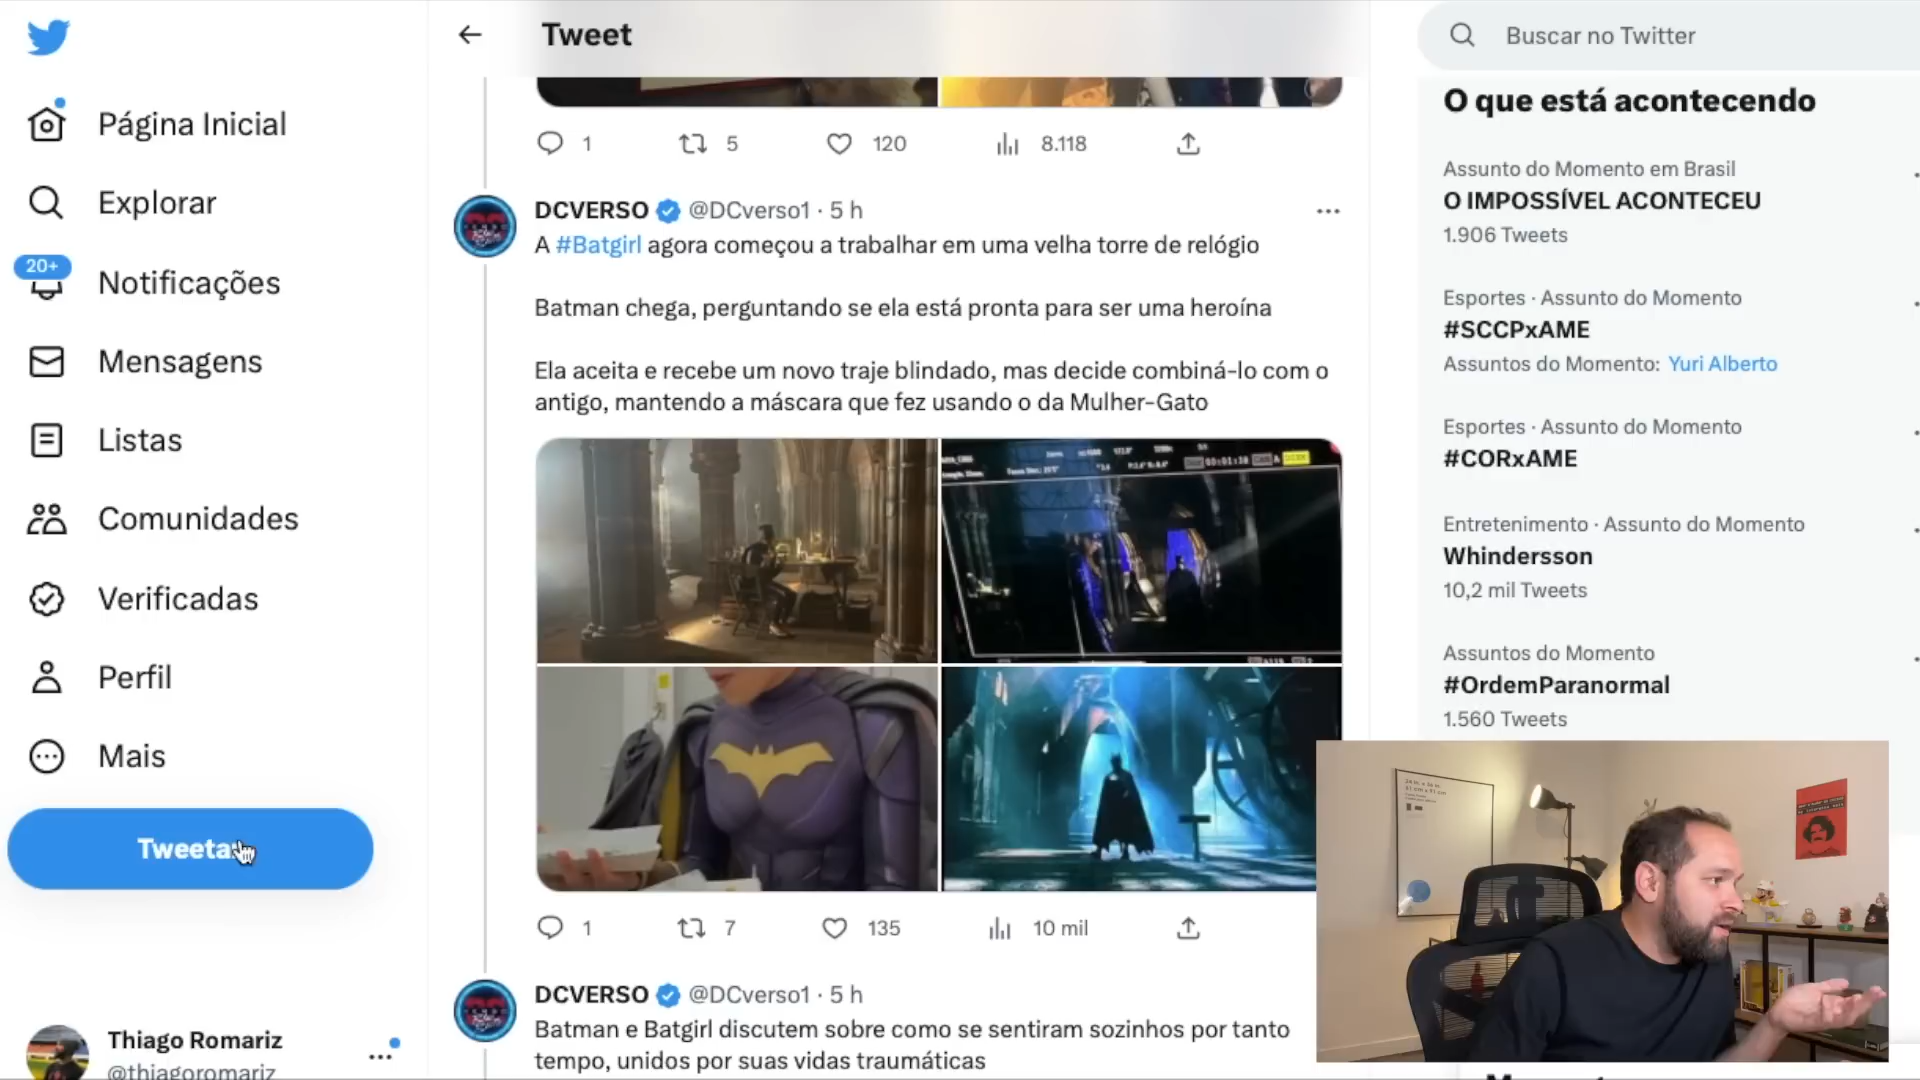 Tweet
Buscar no Twitter
Página Inicial
Explorar
20+
Notificações
Mensagens
Listas
Comunidades
Verificadas
Perfil
Mais
Tweetar
Thiago Romariz
@thiagoromariz
1
5
120
8.118
DCVERSO @DCverso1 · 5 h
A #Batgirl agora começou a trabalhar em uma velha torre de relógio
Batman chega, perguntando se ela está pronta para ser uma heroína
Ela aceita e recebe um novo traje blindado, mas decide combiná-lo com o
antigo, mantendo a máscara que fez usando o da Mulher-Gato
1
7
135
10 mil
DCVERSO @DCverso1 · 5 h
Batman e Batgirl discutem sobre como se sentiram sozinhos por tanto
tempo, unidos por suas vidas traumáticas
O que está acontecendo
Assunto do Momento em Brasil
O IMPOSSÍVEL ACONTECEU
1.906 Tweets
Esportes · Assunto do Momento
#SCCPxAME
Assuntos do Momento: Yuri Alberto
Esportes · Assunto do Momento
#CORxAME
Entretenimento · Assunto do Momento
Whindersson
10,2 mil Tweets
Assuntos do Momento
#OrdemParanormal
1.560 Tweets